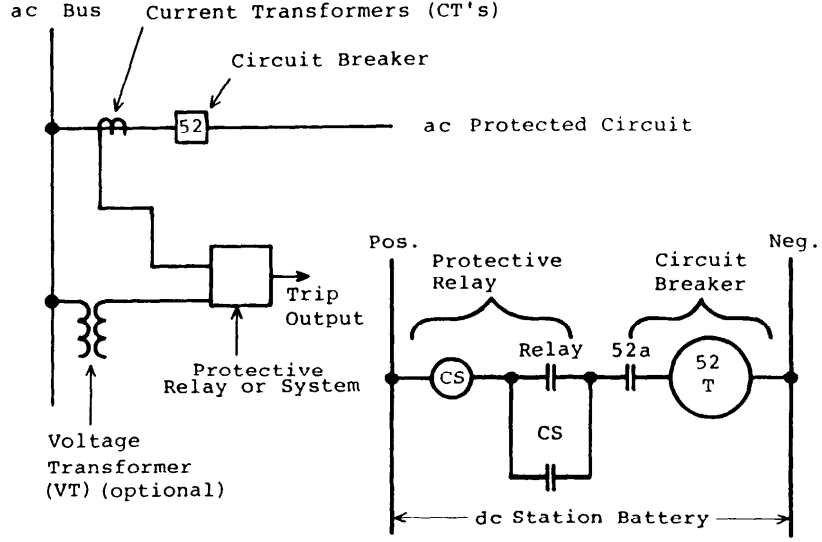 ac Bus
Current Transformers (CT's)
Circuit Breaker
52
ac Protected Circuit
Trip
Output
Protective
Relay or System
Voltage
Transformer
(VT) (optional)
Pos.
Neg.
Protective
Relay
Circuit
Breaker
Relay
52a
CS
52
T
CS
dc Station Battery